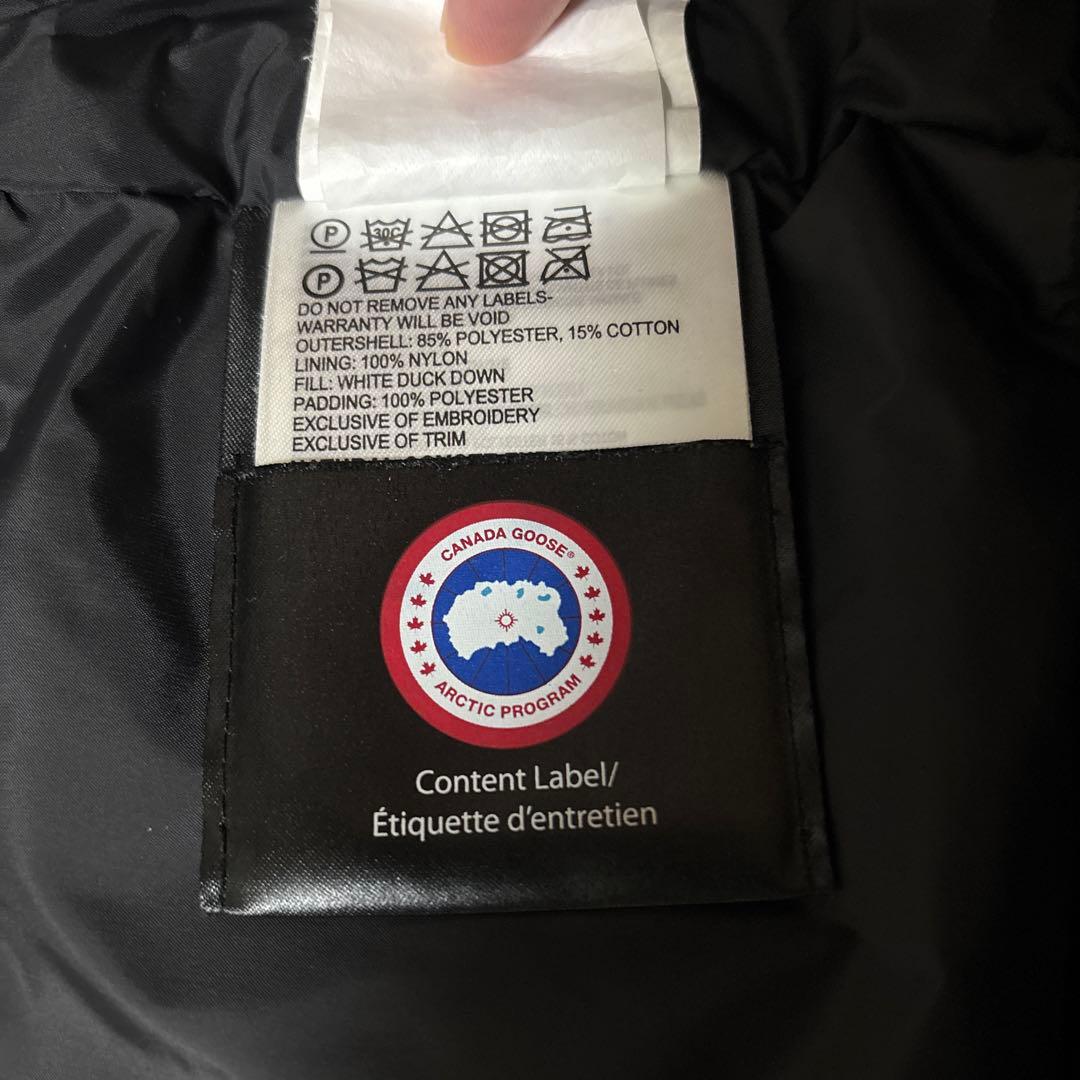 P 30C
P
DO NOT REMOVE ANY LABELS-
WARRANTY WILL BE VOID
OUTERSHELL: 85% POLYESTER, 15% COTTON
LINING: 100% NYLON
FILL: WHITE DUCK DOWN
PADDING: 100% POLYESTER
EXCLUSIVE OF EMBROIDERY
EXCLUSIVE OF TRIM
CANADA GOOSE®
ARCTIC PROGRAM
Content Label/
Étiquette d'entretien